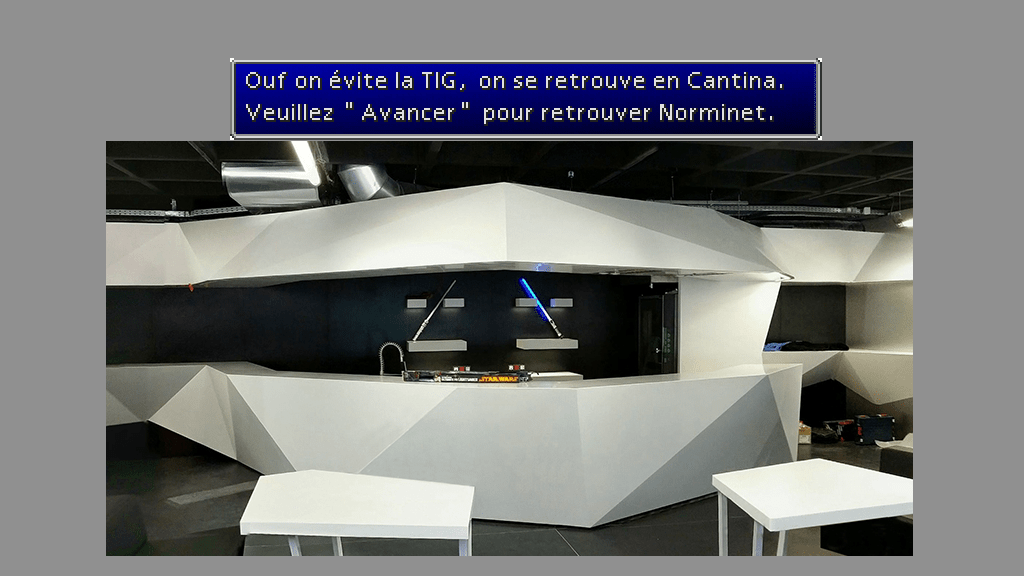 Ouf on évite la TIG, on se retrouve en Cantina.
Veuillez "Avancer" pour retrouver Norminet.
STAR WARS